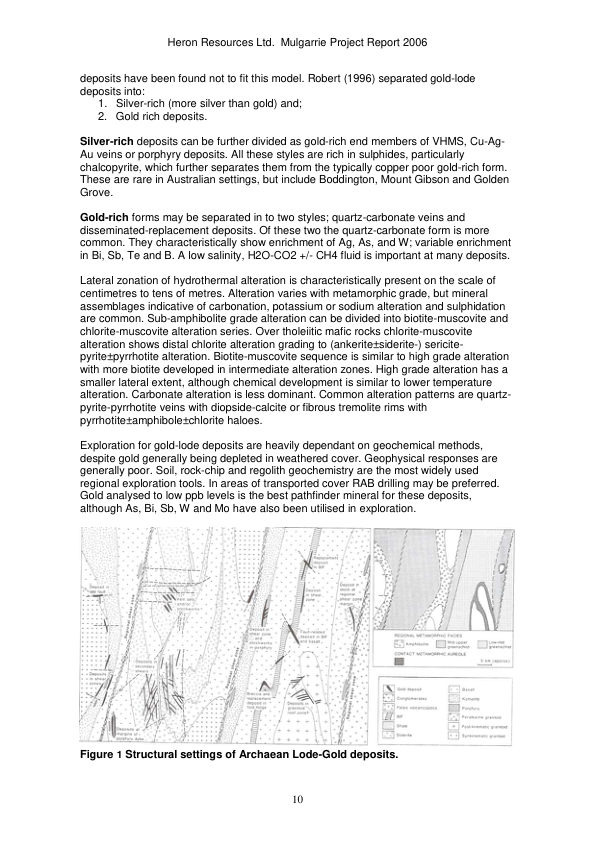 Heron Resources Ltd.  Mulgarrie Project Report 2006
deposits have been found not to fit this model. Robert (1996) separated gold-lode
deposits into:
1. Silver-rich (more silver than gold) and;
2. Gold rich deposits.
Silver-rich deposits can be further divided as gold-rich end members of VHMS, Cu-Ag-
Au veins or porphyry deposits. All these styles are rich in sulphides, particularly
chalcopyrite, which further separates them from the typically copper poor gold-rich form.
These are rare in Australian settings, but include Boddington, Mount Gibson and Golden
Grove.
Gold-rich forms may be separated in to two styles; quartz-carbonate veins and
disseminated-replacement deposits. Of these two the quartz-carbonate form is more
common. They characteristically show enrichment of Ag, As, and W; variable enrichment
in Bi, Sb, Te and B. A low salinity, H2O-CO2 +/- CH4 fluid is important at many deposits.
Lateral zonation of hydrothermal alteration is characteristically present on the scale of
centimetres to tens of metres. Alteration varies with metamorphic grade, but mineral
assemblages indicative of carbonation, potassium or sodium alteration and sulphidation
are common. Sub-amphibolite grade alteration can be divided into biotite-muscovite and
chlorite-muscovite alteration series. Over tholeiitic mafic rocks chlorite-muscovite
alteration shows distal chlorite alteration grading to (ankerite±siderite-) sericite-
pyrite±pyrrhotite alteration. Biotite-muscovite sequence is similar to high grade alteration
with more biotite developed in intermediate alteration zones. High grade alteration has a
smaller lateral extent, although chemical development is similar to lower temperature
alteration. Carbonate alteration is less dominant. Common alteration patterns are quartz-
pyrite-pyrrhotite veins with diopside-calcite or fibrous tremolite rims with
pyrrhotite±amphibole±chlorite haloes.
Exploration for gold-lode deposits are heavily dependant on geochemical methods,
despite gold generally being depleted in weathered cover. Geophysical responses are
generally poor. Soil, rock-chip and regolith geochemistry are the most widely used
regional exploration tools. In areas of transported cover RAB drilling may be preferred.
Gold analysed to low ppb levels is the best pathfinder mineral for these deposits,
although As, Bi, Sb, W and Mo have also been utilised in exploration.
REGIONAL METAMORPHIC FACIES
CONTACT METAMORPHIC AUREOLE
Gold deposit
Basalt
Conglomerate
Komatiite
Porphyry
BIF
Shale
Dolerite
Figure 1 Structural settings of Archaean Lode-Gold deposits.
10